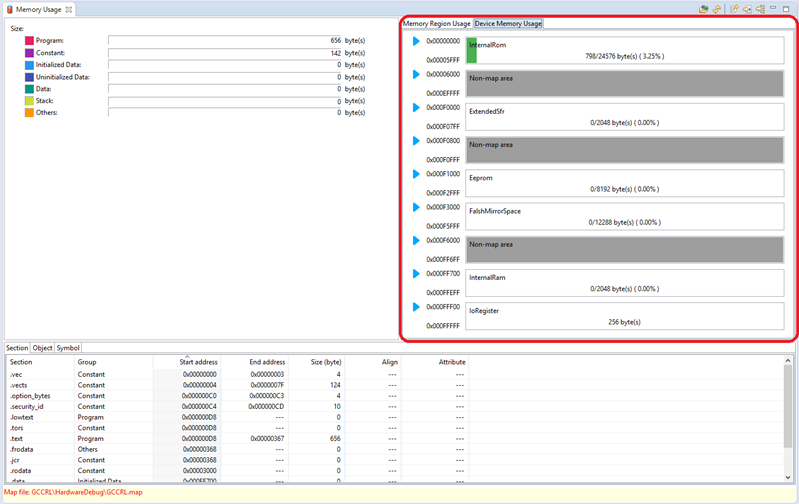 Memory Usage
Size:
Program: 656 byte(s)
Constant: 142 byte(s)
Initialized Data: 0 byte(s)
Uninitialized Data: 0 byte(s)
Data: 0 byte(s)
Stack: 0 byte(s)
Others: 0 byte(s)
Memory Region Usage Device Memory Usage
0x00000000 InternalRom
798/24576 byte(s) ( 3.25% )
0x00005FFF
0x00006000 Non-map area
0x000EFFFF
0x000F0000 ExtendedSfr
0/2048 byte(s) ( 0.00% )
0x000F07FF
0x000F0800 Non-map area
0x000F0FFF
0x000F1000 Eeprom
0/8192 byte(s) ( 0.00% )
0x000F2FFF
0x000F3000 FalshMirrorSpace
0/12288 byte(s) ( 0.00% )
0x000F5FFF
0x000F6000 Non-map area
0x000FF6FF
0x000FF700 InternalRam
0/2048 byte(s) ( 0.00% )
0x000FFEFF
0x000FFF00 IoRegister
256 byte(s)
0x000FFFFF
Section Object Symbol
Section Group Start address End address Size (byte) Align Attribute
.vec Constant 0x00000000 0x00000003 4 --- ---
.vects Constant 0x00000004 0x0000007F 124 --- ---
.option_bytes Constant 0x000000C0 0x000000C3 4 --- ---
.security_id Constant 0x000000C4 0x000000CD 10 --- ---
.lowtext Program 0x000000D8 --- 0 --- ---
.tors Constant 0x000000D8 --- 0 --- ---
.text Program 0x000000D8 0x00000367 656 --- ---
.frodata Others 0x00000368 --- 0 --- ---
.jcr Constant 0x00000368 --- 0 --- ---
.rodata Constant 0x00003000 --- 0 --- ---
.data Initialized Data 0x000FF700 --- 0 --- ---
Map file: GCCRL\HardwareDebug\GCCRL.map